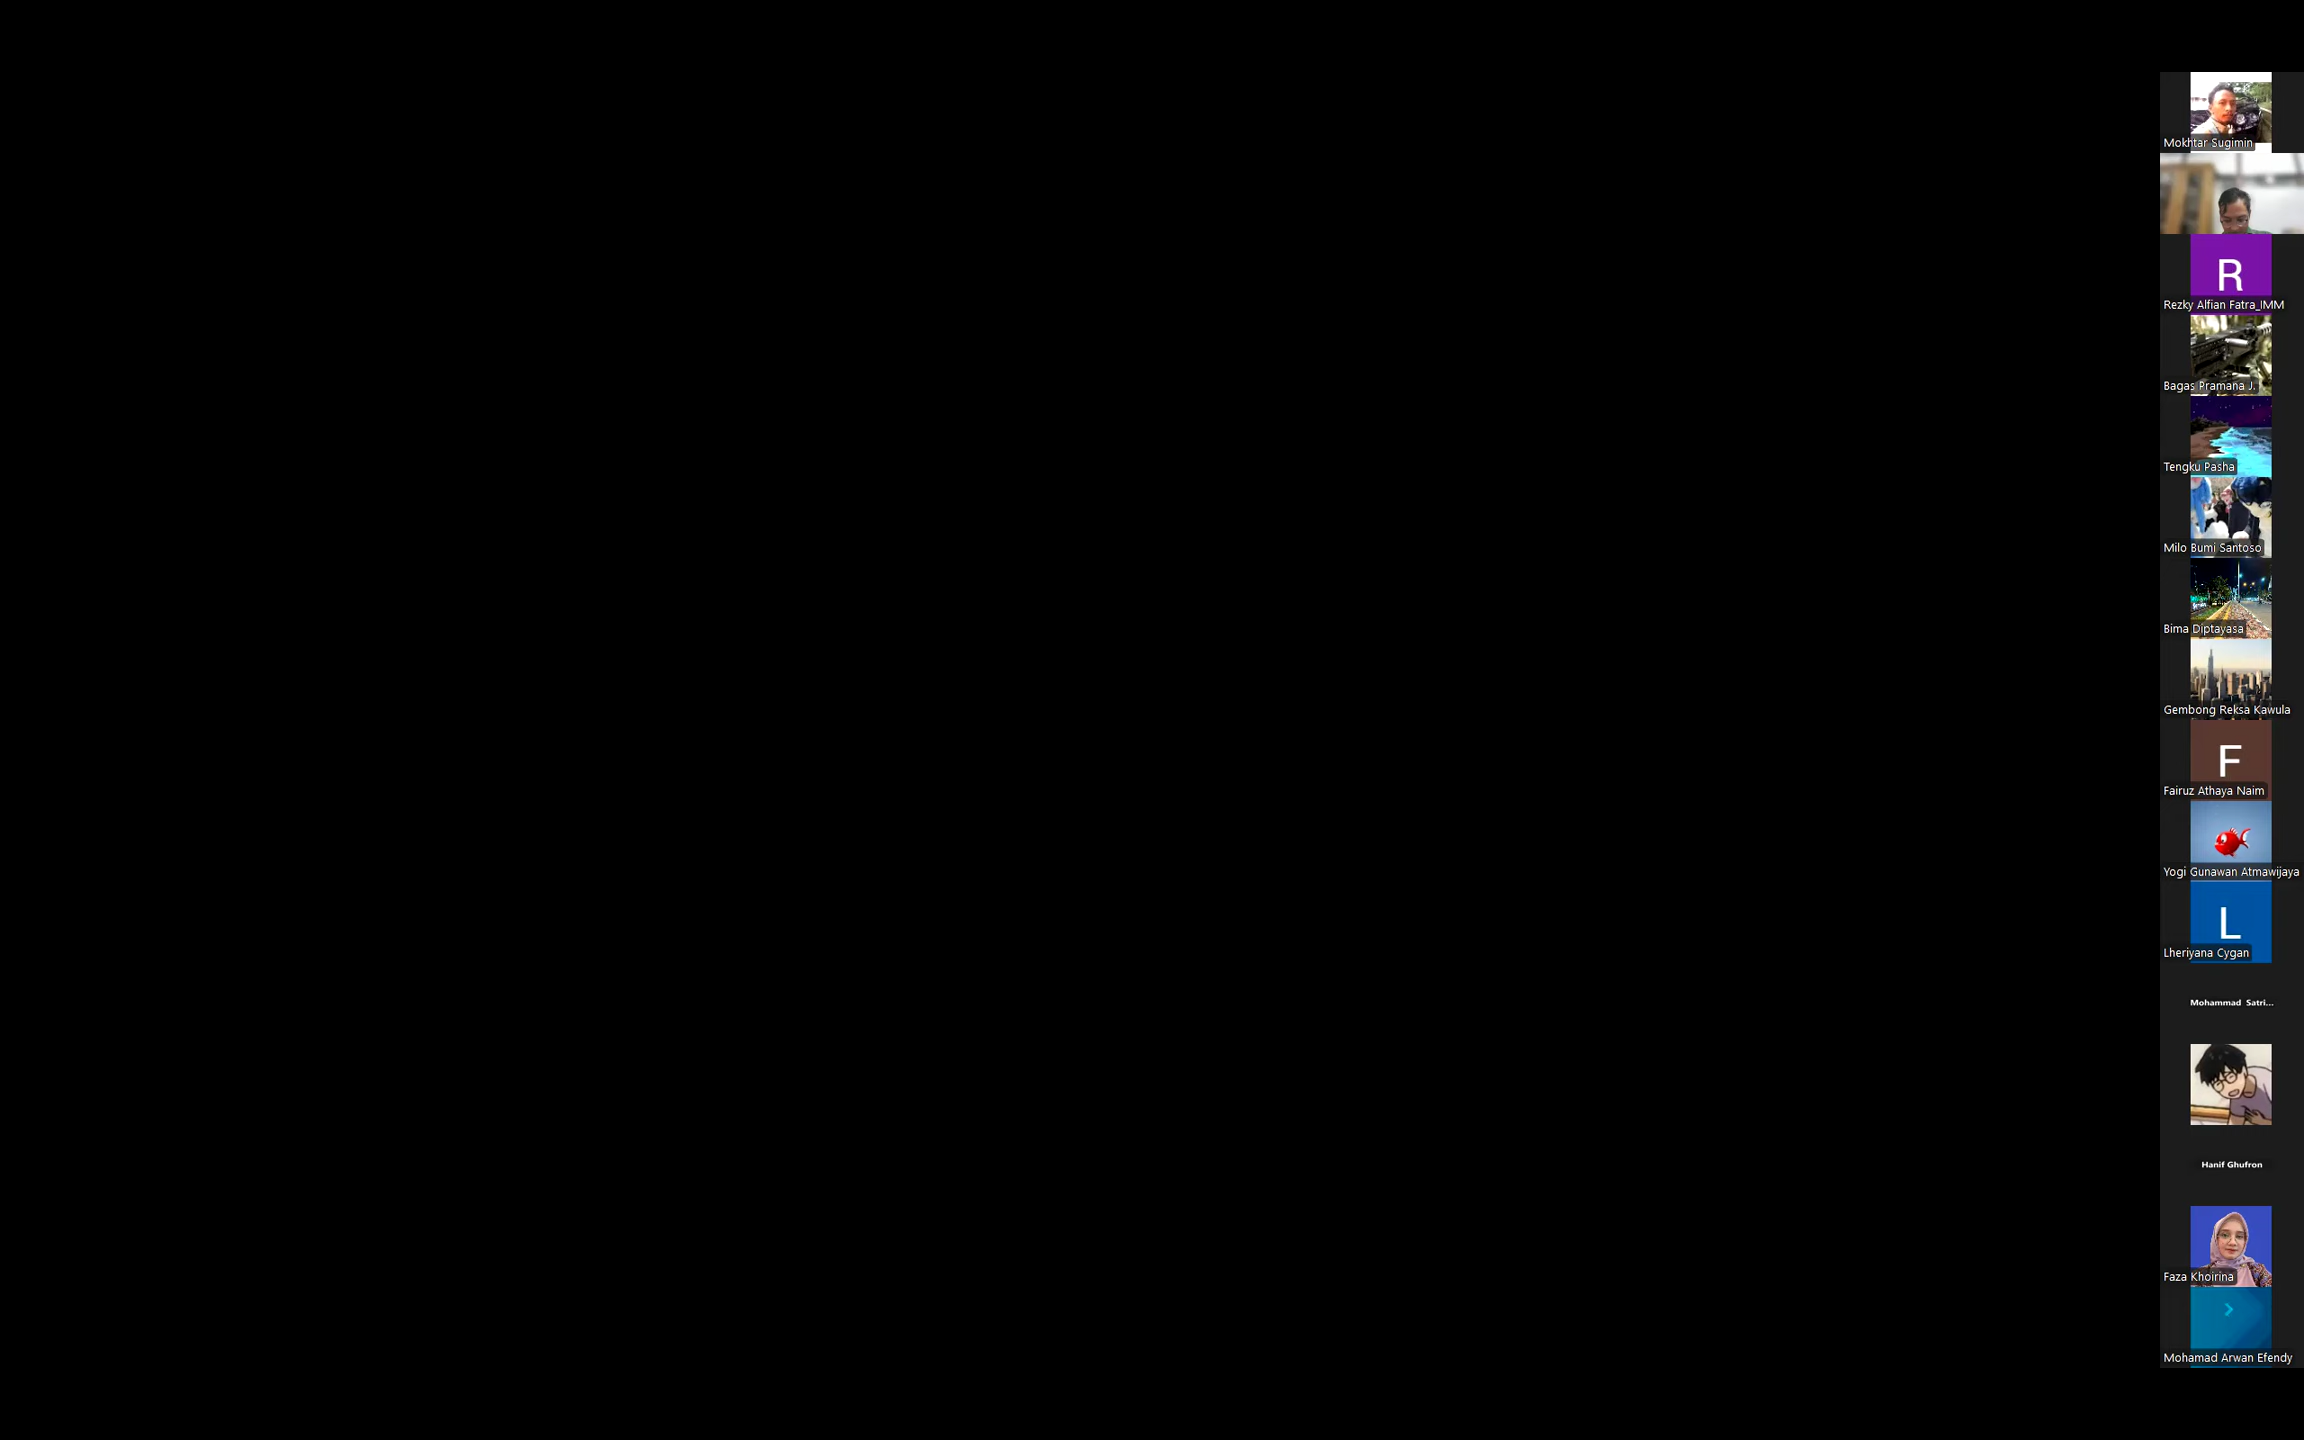 Mokhtar Sugimin
R
Rezky Alfian Fatra_IMM
Bagas Pramana J.
Tengku Pasha
Milo Bumi Santoso
Bima Diptayasa
Gembong Reksa Kawula
F
Fairuz Athaya Naim
Yogi Gunawan Atmawijaya
L
Lheriyana Cygan
Mohammad Satri...
Hanif Ghufron
Faza Khoirina
Mohamad Arwan Efendy